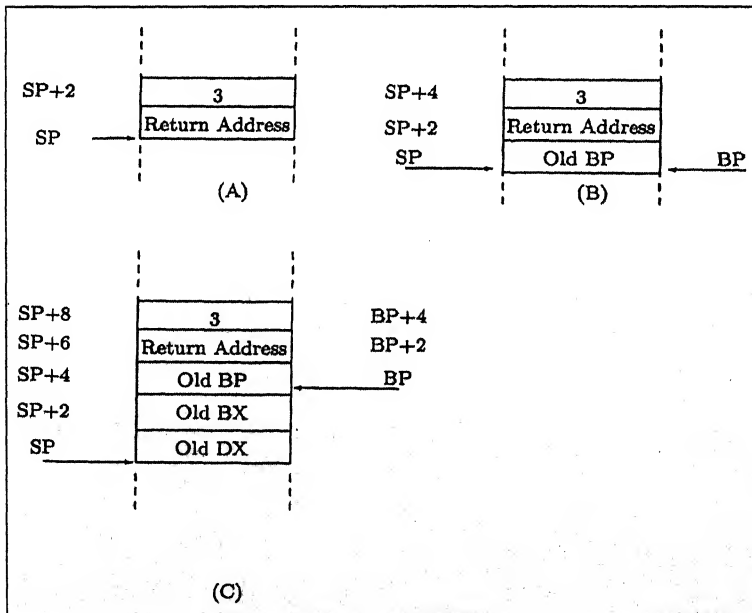 SP+2 3
Return Address
SP
(A)
SP+4 3
SP+2 Return Address
SP Old BP BP
(B)
SP+8 3 BP+4
SP+6 Return Address BP+2
SP+4 Old BP BP
SP+2 Old BX
SP Old DX
(C)